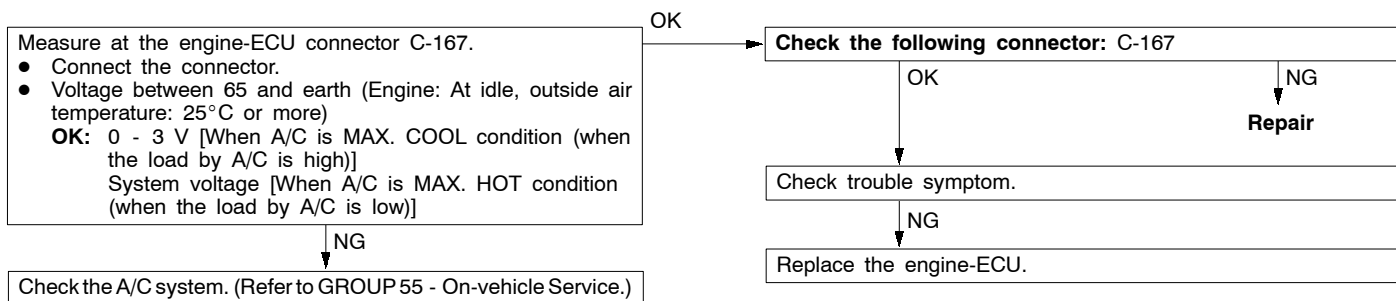 Measure at the engine-ECU connector C-167.
● Connect the connector.
● Voltage between 65 and earth (Engine: At idle, outside air
temperature: 25°C or more)
OK: 0 - 3 V [When A/C is MAX. COOL condition (when
the load by A/C is high)]
System voltage [When A/C is MAX. HOT condition
(when the load by A/C is low)]
NG
Check the A/C system. (Refer to GROUP 55 - On-vehicle Service.)
OK
Check the following connector: C-167
OK
NG
Repair
Check trouble symptom.
NG
Replace the engine-ECU.